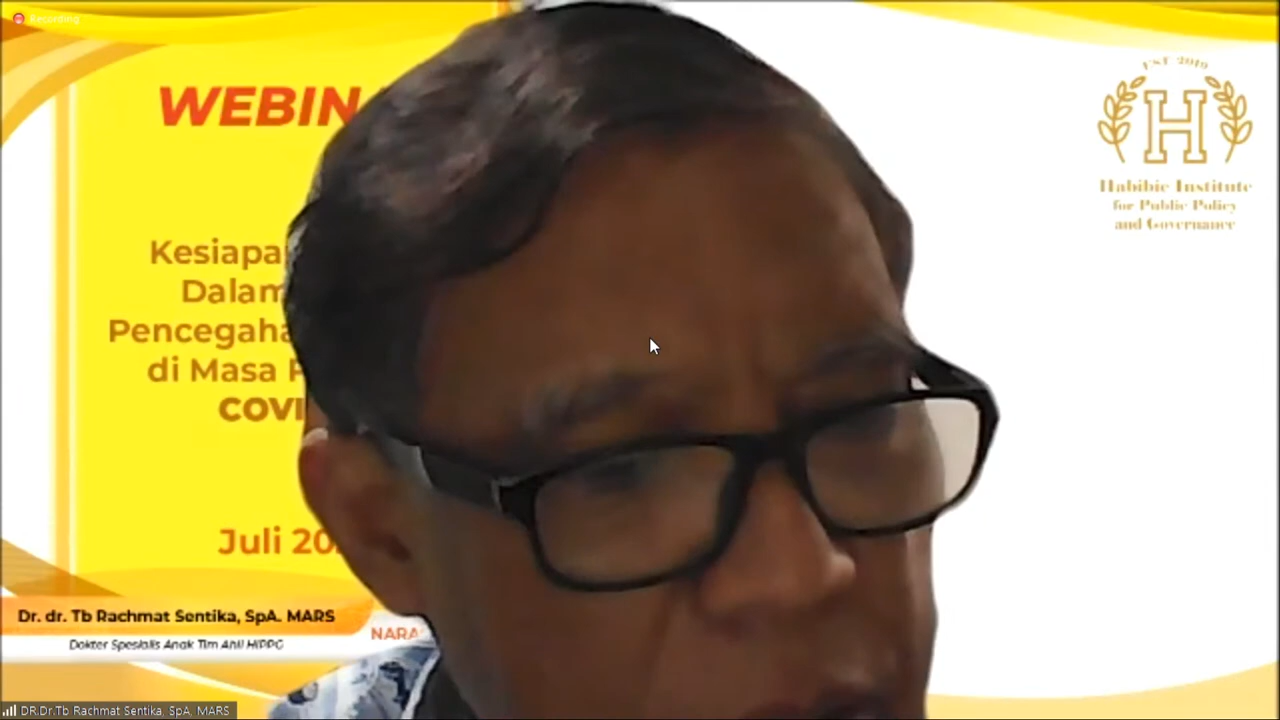 Recording
WEBIN
EST 2019
H
Habibie Institute
for Public Policy
and Governance
Kesiapa
Dalam
Pencegaha
di Masa P
COVI
Juli 20
Dr. dr. Tb Rachmat Sentika, SpA. MARS
Dokter Spesialis Anak Tim Ahli HIPPG
NARA
DR.Dr.Tb Rachmat Sentika, SpA, MARS